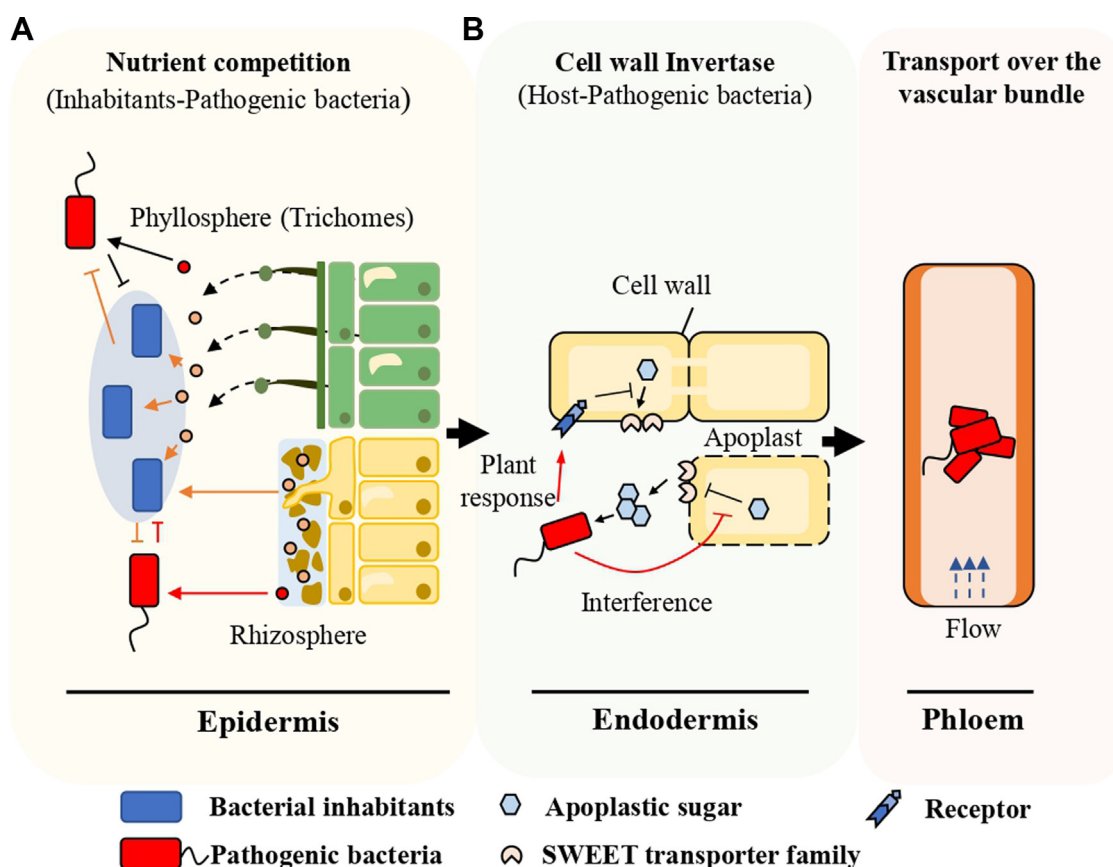 A
B
Nutrient competition
(Inhabitants-Pathogenic bacteria)
Cell wall Invertase
(Host-Pathogenic bacteria)
Transport over the
vascular bundle
Phyllosphere (Trichomes)
Rhizosphere
Cell wall
Apoplast
Plant
response
Interference
Flow
Epidermis
Endodermis
Phloem
Bacterial inhabitants
Apoplastic sugar
Receptor
Pathogenic bacteria
SWEET transporter family